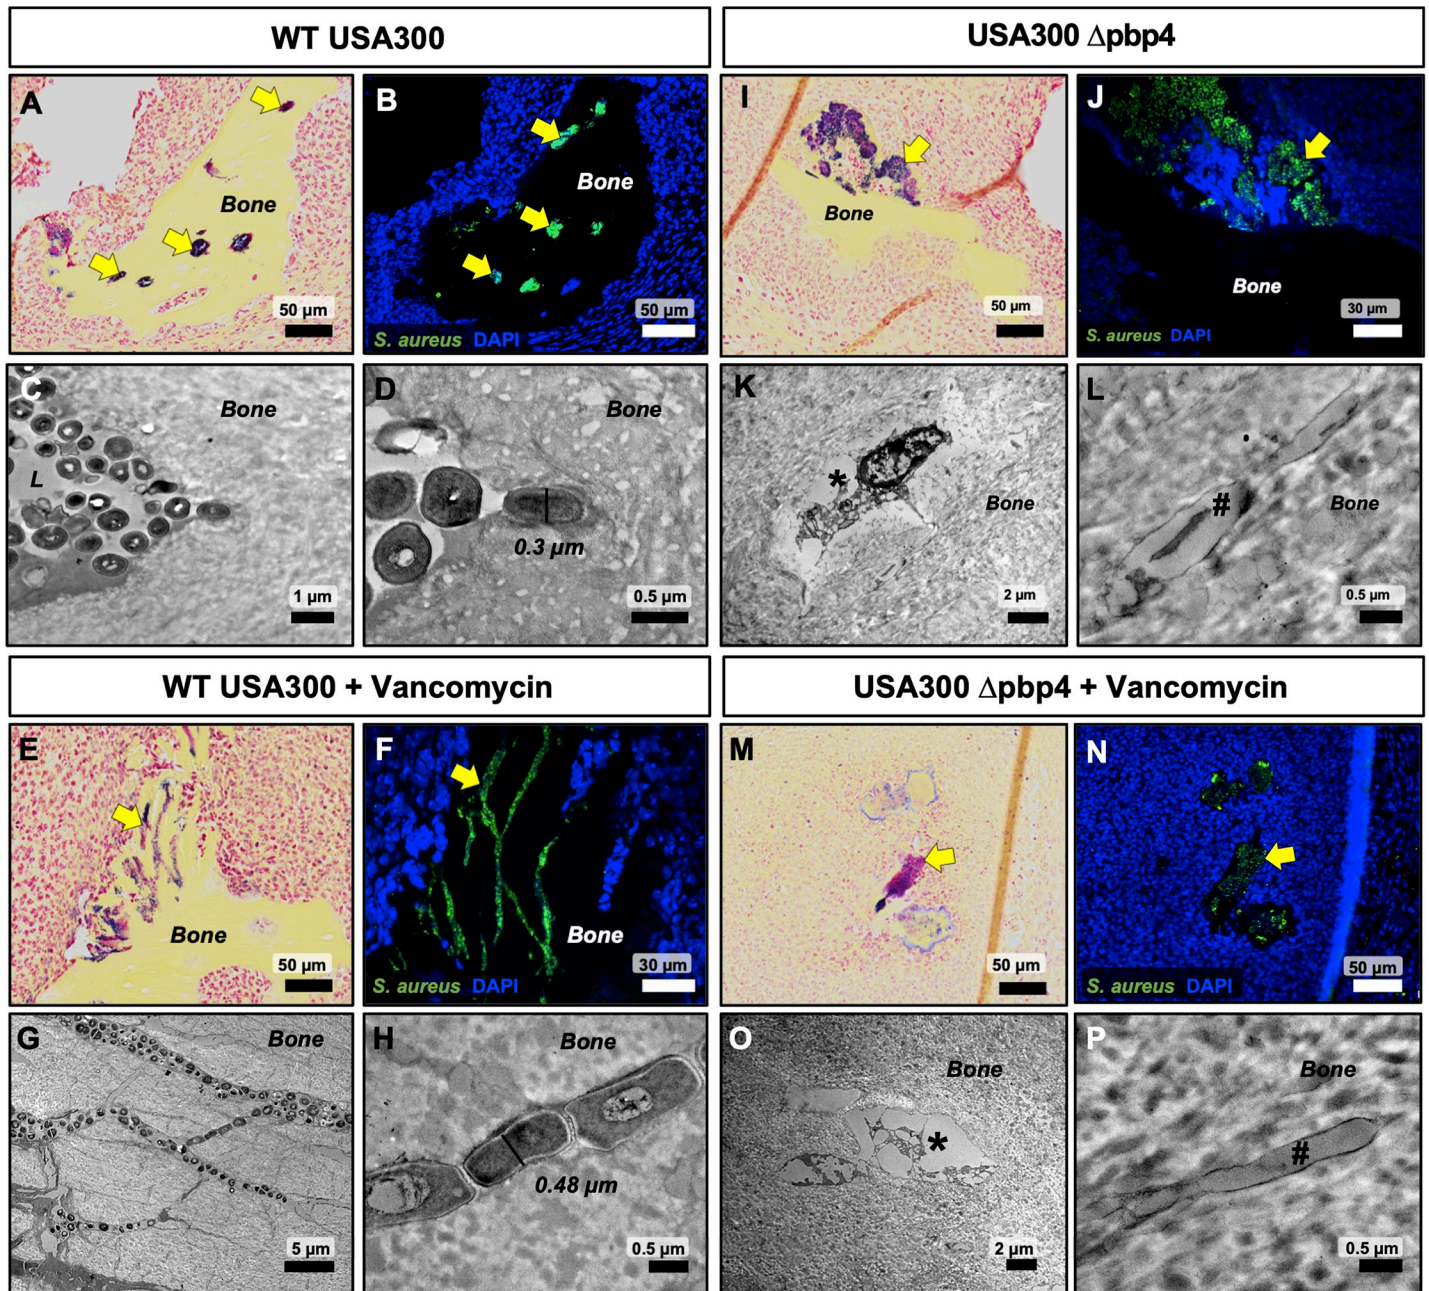 WT USA300
USA300 Δpbp4
A
Bone
50 µm
B
Bone
50 µm
S. aureus DAPI
I
Bone
50 µm
J
Bone
30 µm
S. aureus DAPI
C
Bone
L
1 µm
D
Bone
0.3 µm
0.5 µm
K
*
Bone
2 µm
L
#
Bone
0.5 µm
WT USA300 + Vancomycin
USA300 Δpbp4 + Vancomycin
E
Bone
50 µm
F
Bone
30 µm
S. aureus DAPI
M
50 µm
N
50 µm
S. aureus DAPI
G
Bone
5 µm
H
Bone
0.48 µm
0.5 µm
O
Bone
*
2 µm
P
Bone
#
0.5 µm